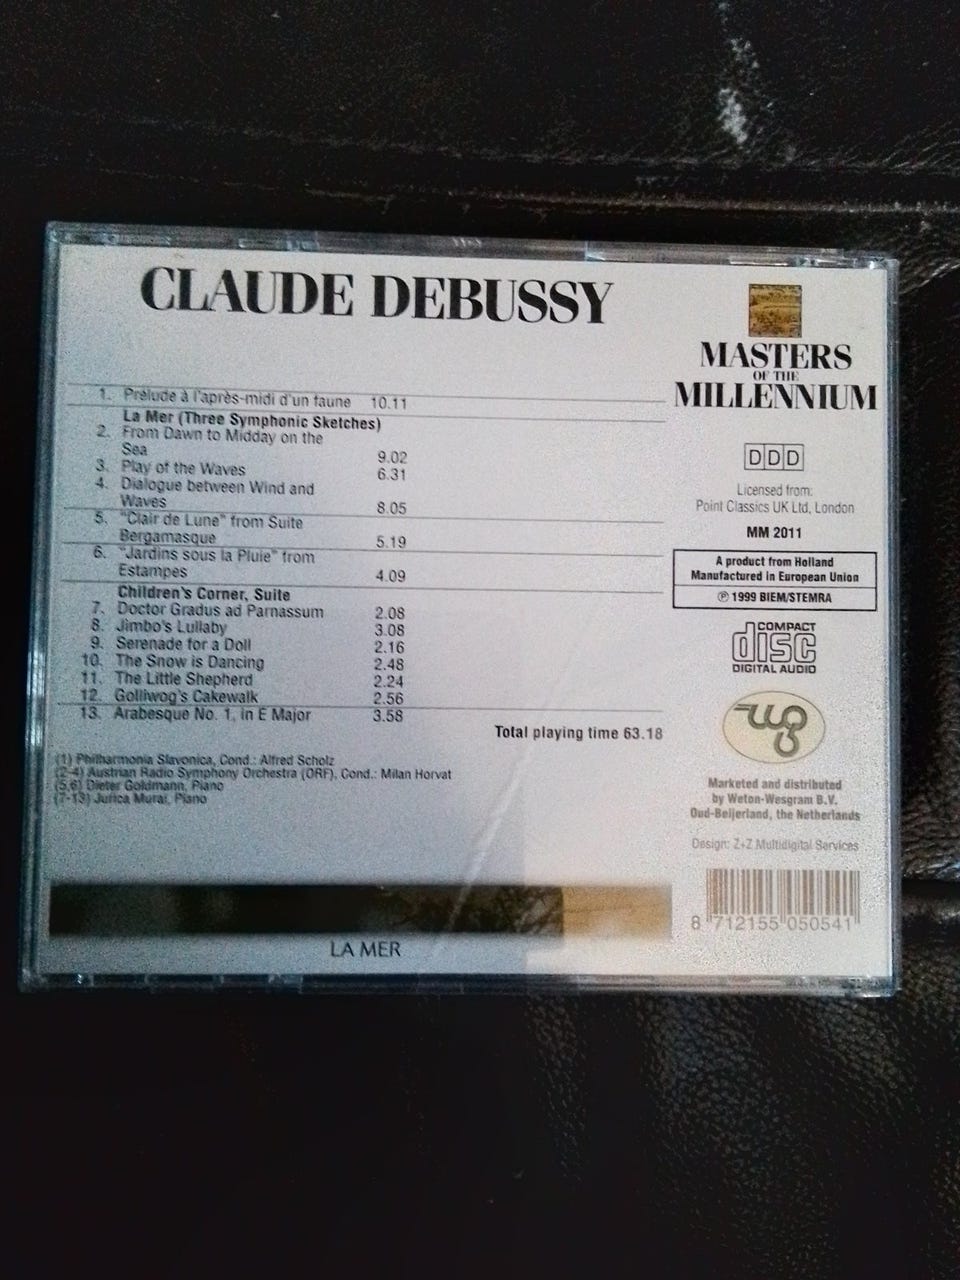 CLAUDE DEBUSSY
1. Prélude à l'après-midi d'un faune 10.11
La Mer (Three Symphonic Sketches)
2. From Dawn to Midday on the
Sea 9.02
3. Play of the Waves 6.31
4. Dialogue between Wind and
Waves 8.05
5. "Clair de Lune" from Suite
Bergamasque 5.19
6. "Jardins sous la Pluie" from
Estampes 4.09
Children's Corner, Suite
7. Doctor Gradus ad Parnassum 2.08
8. Jimbo's Lullaby 3.08
9. Serenade for a Doll 2.16
10. The Snow is Dancing 2.48
11. The Little Shepherd 2.24
12. Golliwog's Cakewalk 2.56
13. Arabesque No. 1, in E Major 3.58
Total playing time 63.18
(1) Philharmonia Slavonica, Cond.: Alfred Scholz
(2-4) Austrian Radio Symphony Orchestra (ORF), Cond.: Milan Horvat
(5,6) Dieter Goldmann, Piano
(7-13) Jurica Murai, Piano
LA MER
MASTERS
OF THE
MILLENNIUM
DDD
Licensed from:
Point Classics UK Ltd, London
MM 2011
A product from Holland
Manufactured in European Union
℗ 1999 BIEM/STEMRA
COMPACT
disc
DIGITAL AUDIO
wg
Marketed and distributed
by Weton-Wesgram B.V.
Oud-Beijerland, the Netherlands
Design: Z+Z Multidigital Services
8 712155 050541